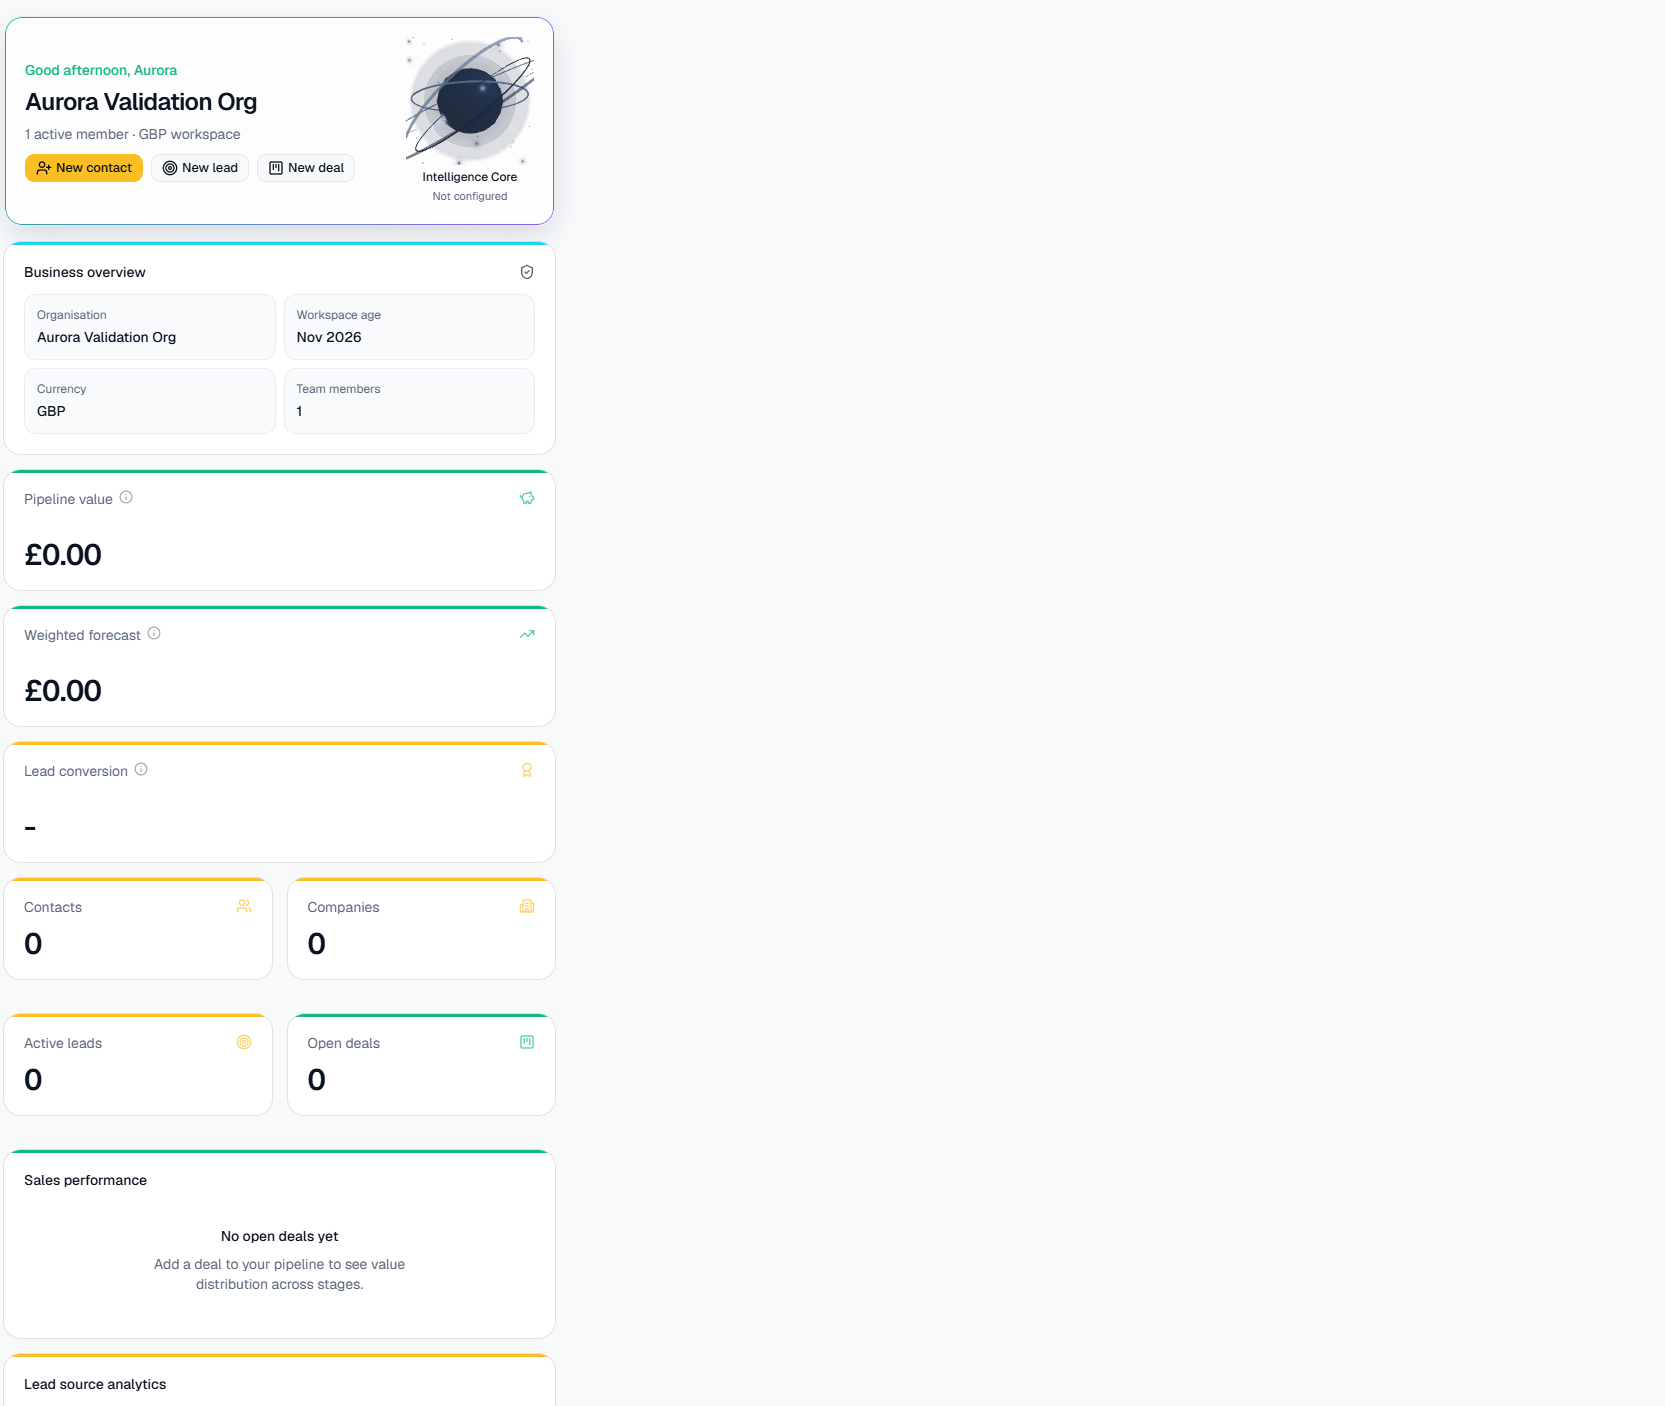 Good afternoon, Aurora
Aurora Validation Org
1 active member · GBP workspace
New contact
New lead
New deal
Intelligence Core
Not configured
Business overview
Organisation
Aurora Validation Org
Workspace age
Nov 2026
Currency
GBP
Team members
1
Pipeline value
£0.00
Weighted forecast
£0.00
Lead conversion
-
Contacts
0
Companies
0
Active leads
0
Open deals
0
Sales performance
No open deals yet
Add a deal to your pipeline to see value
distribution across stages.
Lead source analytics